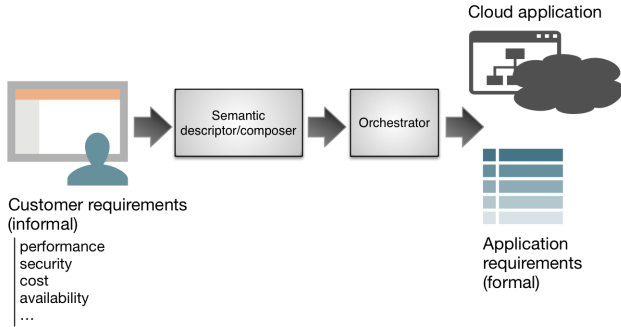 Cloud application
Semantic
descriptor/composer
Orchestrator
Customer requirements
(informal)
performance
security
cost
availability
...
Application
requirements
(formal)